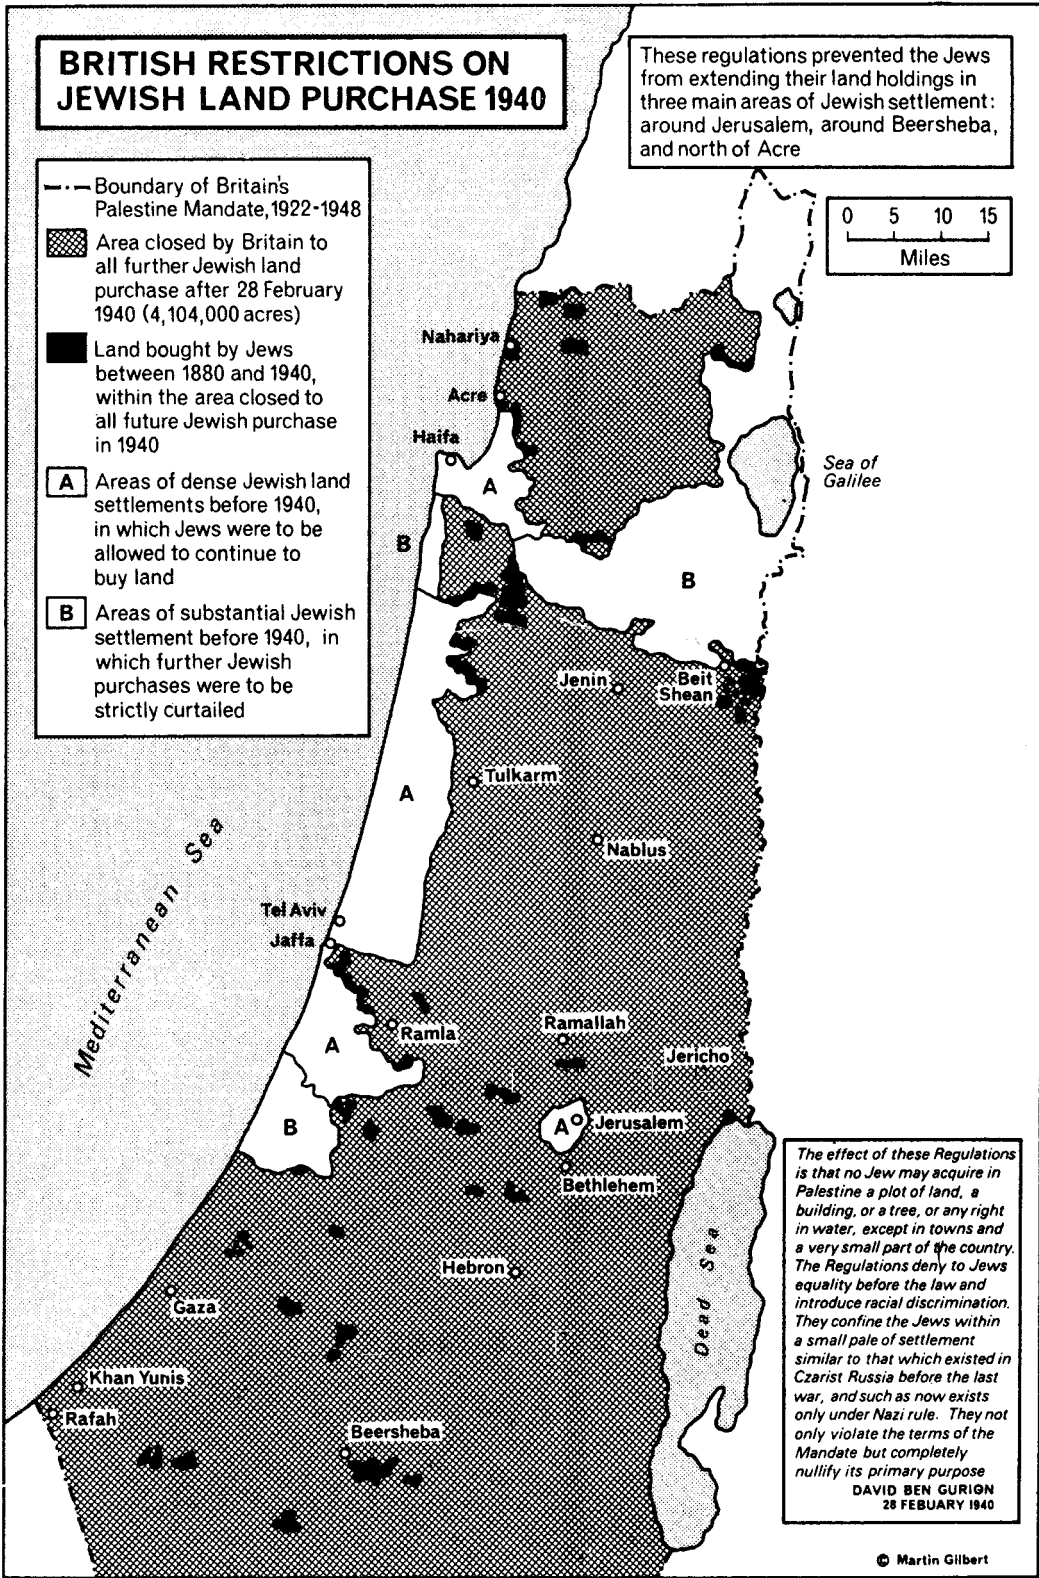 BRITISH RESTRICTIONS ON
JEWISH LAND PURCHASE 1940
These regulations prevented the Jews
from extending their land holdings in
three main areas of Jewish settlement:
around Jerusalem, around Beersheba,
and north of Acre
Boundary of Britain's
Palestine Mandate, 1922-1948
Area closed by Britain to
all further Jewish land
purchase after 28 February
1940 (4,104,000 acres)
Land bought by Jews
between 1880 and 1940,
within the area closed to
all future Jewish purchase
in 1940
A Areas of dense Jewish land
settlements before 1940,
in which Jews were to be
allowed to continue to
buy land
B Areas of substantial Jewish
settlement before 1940, in
which further Jewish
purchases were to be
strictly curtailed
0 5 10 15
Miles
Nahariya
Acre
Haifa
A
Sea of
Galilee
B
B
Jenin
Beit
Shean
Tulkarm
A
Nablus
Mediterranean Sea
Tel Aviv
Jaffa
Ramla
Ramallah
A
Jericho
B
A
Jerusalem
Bethlehem
Hebron
Dead Sea
Gaza
Khan Yunis
Rafah
Beersheba
The effect of these Regulations
is that no Jew may acquire in
Palestine a plot of land, a
building, or a tree, or any right
in water, except in towns and
a very small part of the country.
The Regulations deny to Jews
equality before the law and
introduce racial discrimination.
They confine the Jews within
a small pale of settlement
similar to that which existed in
Czarist Russia before the last
war, and such as now exists
only under Nazi rule. They not
only violate the terms of the
Mandate but completely
nullify its primary purpose
DAVID BEN GURION
28 FEBUARY 1940
© Martin Gilbert